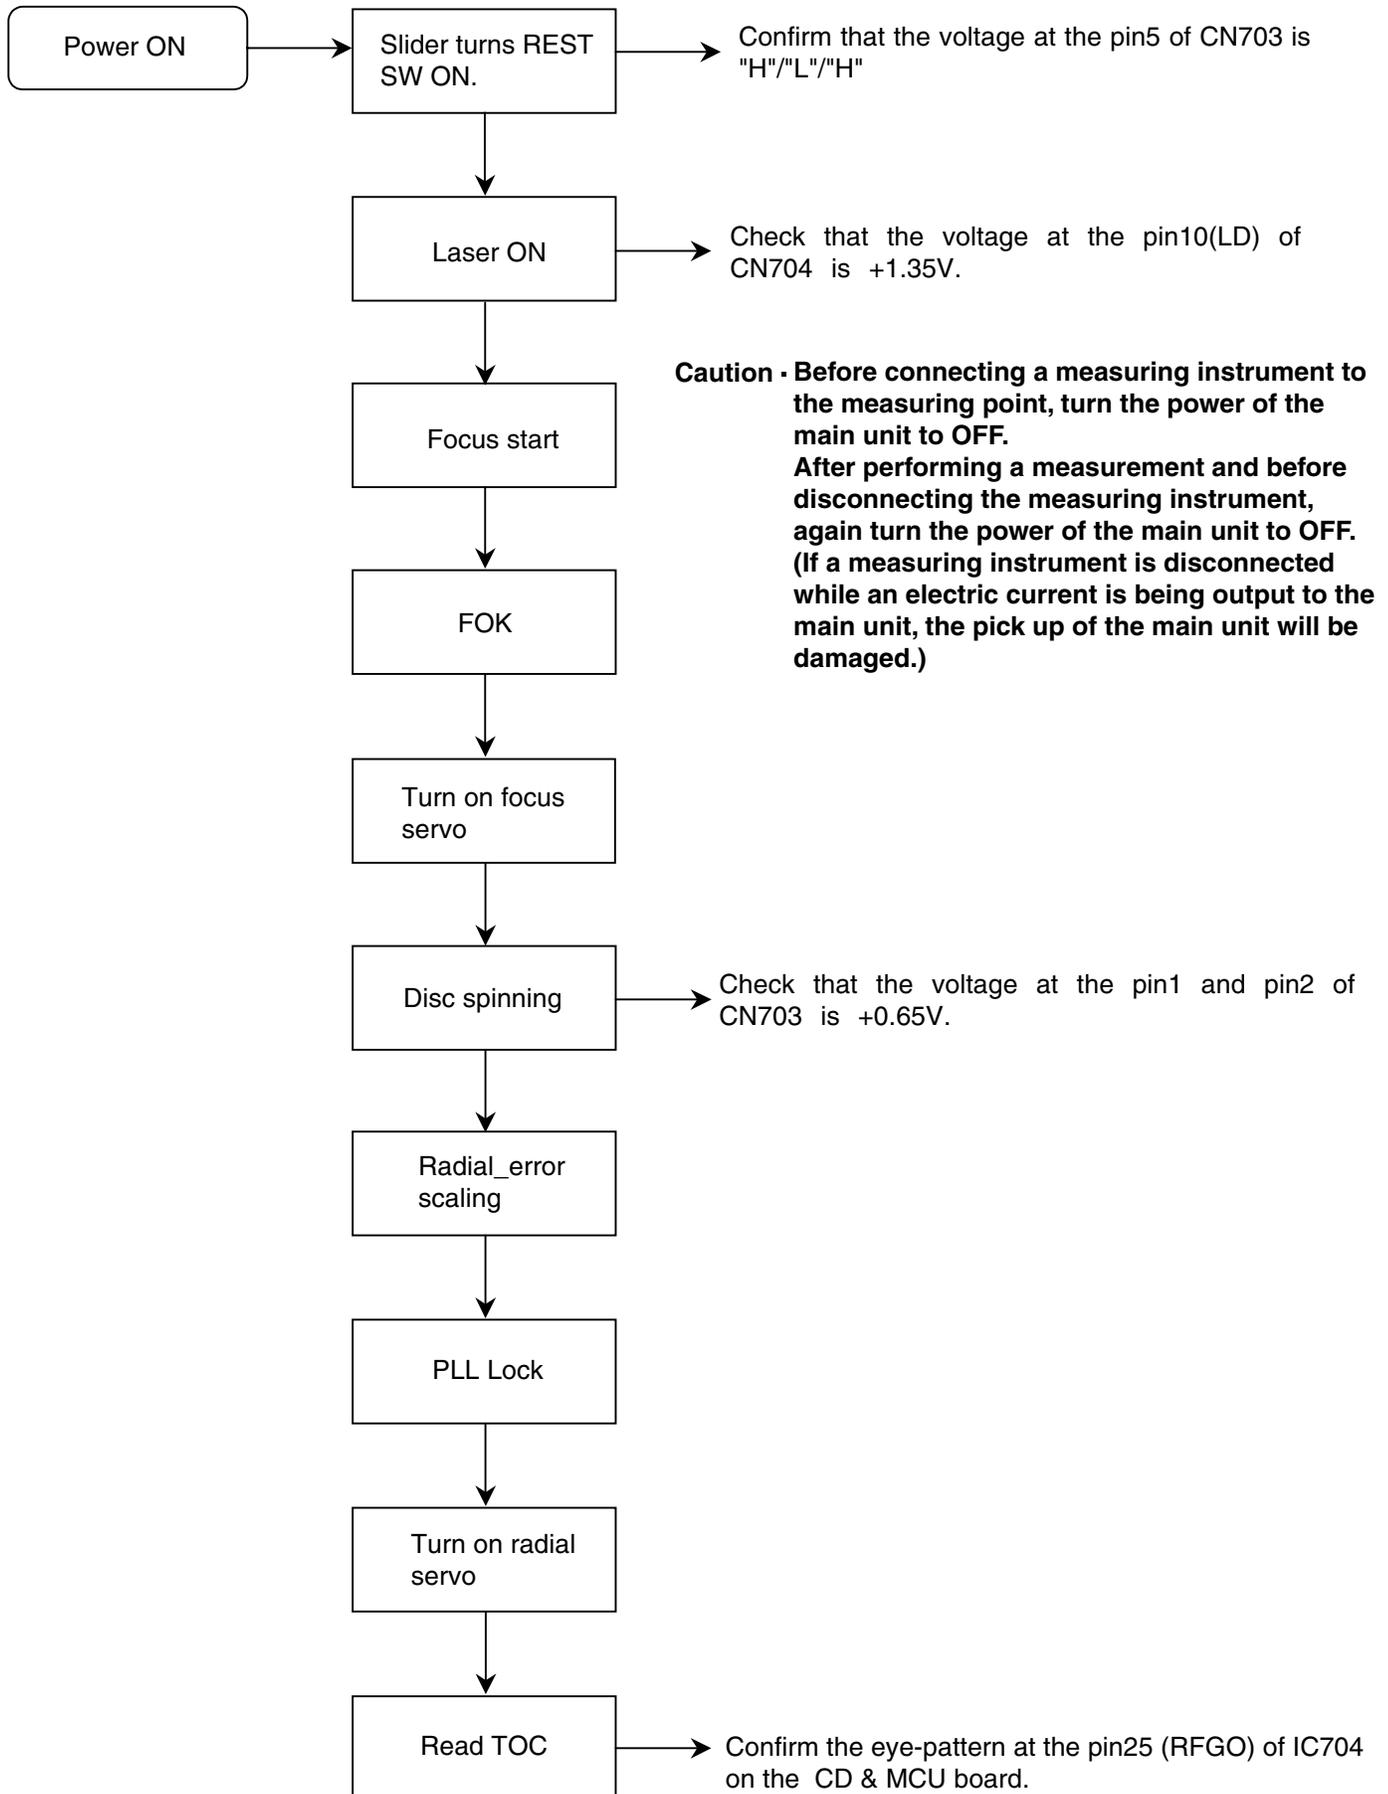 Power ON
Slider turns REST
SW ON.
Confirm that the voltage at the pin5 of CN703 is
"H"/"L"/"H"
Laser ON
Check that the voltage at the pin10(LD) of
CN704 is +1.35V.
Caution · Before connecting a measuring instrument to
the measuring point, turn the power of the
main unit to OFF.
After performing a measurement and before
disconnecting the measuring instrument,
again turn the power of the main unit to OFF.
(If a measuring instrument is disconnected
while an electric current is being output to the
main unit, the pick up of the main unit will be
damaged.)
Focus start
FOK
Turn on focus
servo
Disc spinning
Check that the voltage at the pin1 and pin2 of
CN703 is +0.65V.
Radial_error
scaling
PLL Lock
Turn on radial
servo
Read TOC
Confirm the eye-pattern at the pin25 (RFGO) of IC704
on the CD & MCU board.